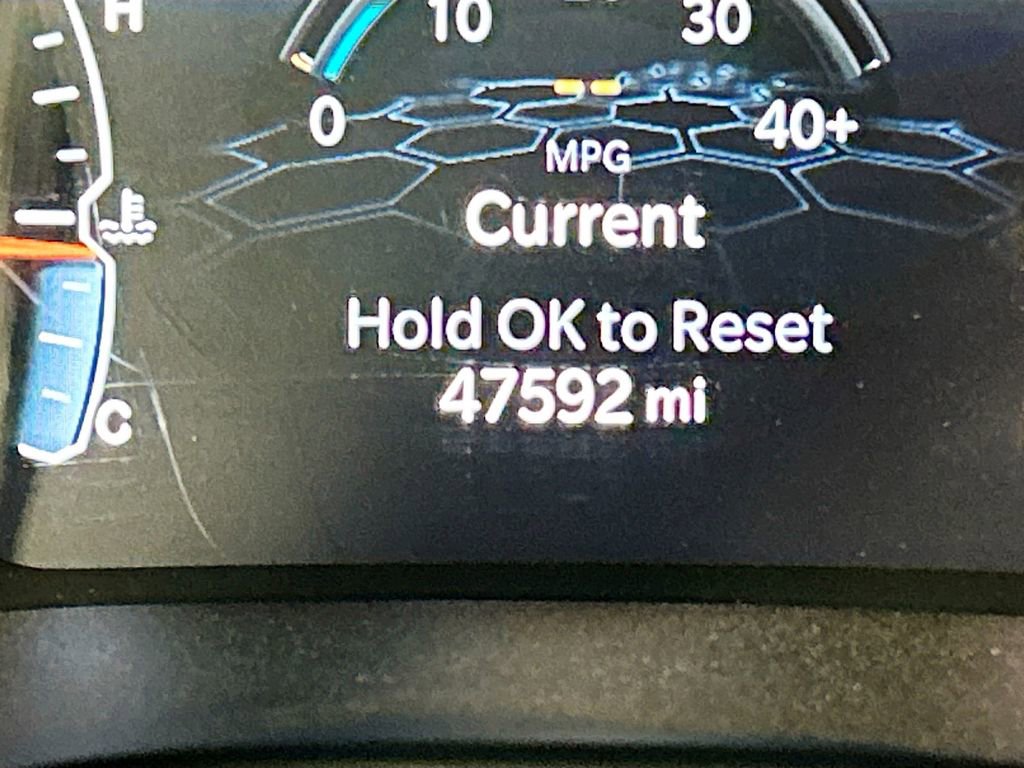 H
10
30
0
40+
MPG
Current
Hold OK to Reset
47592 mi
C